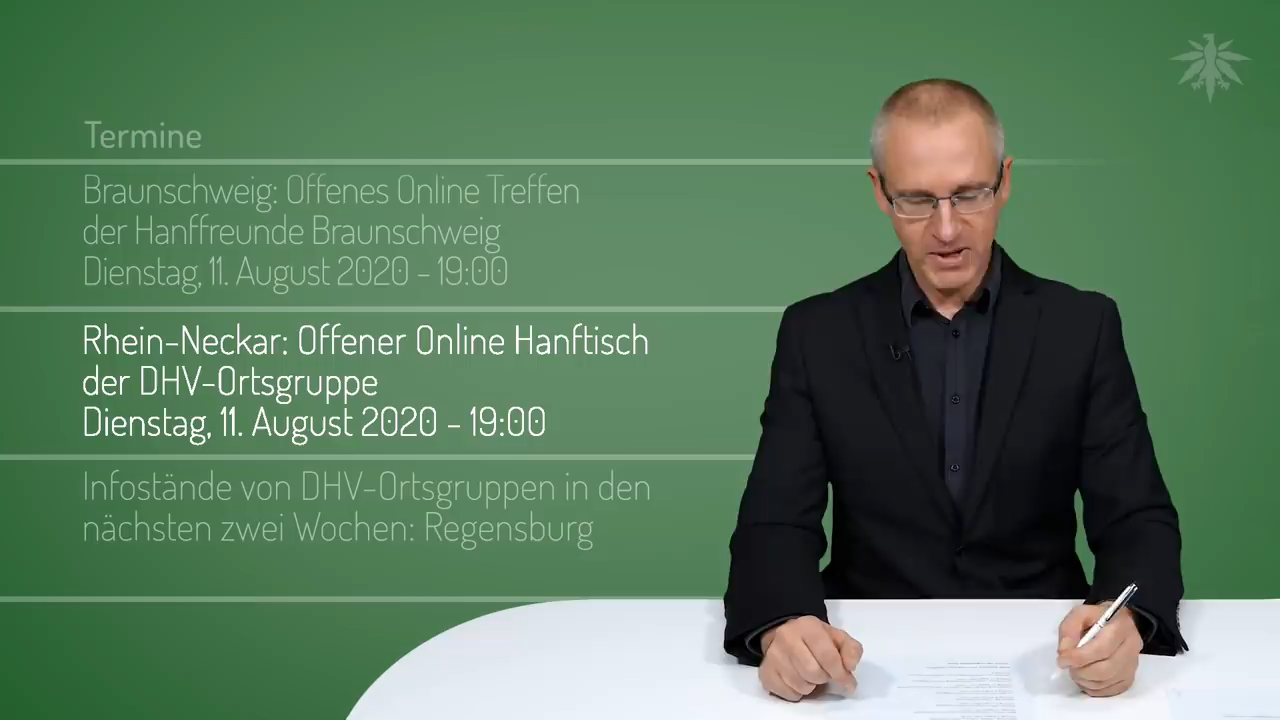 Termine
Braunschweig: Offenes Online Treffen
der Hanffreunde Braunschweig
Dienstag, 11. August 2020 - 19:00
Rhein-Neckar: Offener Online Hanftisch
der DHV-Ortsgruppe
Dienstag, 11. August 2020 - 19:00
Infostände von DHV-Ortsgruppen in den
nächsten zwei Wochen: Regensburg